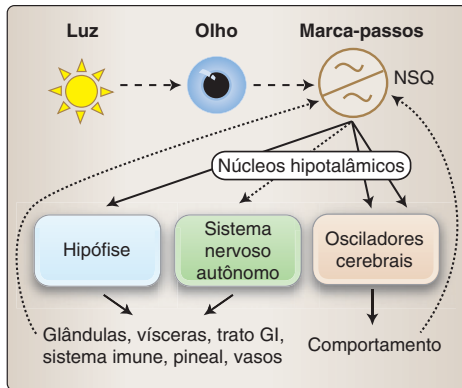 Luz
Olho
Marca-passos
NSQ
Núcleos hipotalâmicos
Hipófise
Sistema
nervoso
autônomo
Osciladores
cerebrais
Glândulas, vísceras, trato GI,
sistema imune, pineal, vasos
Comportamento